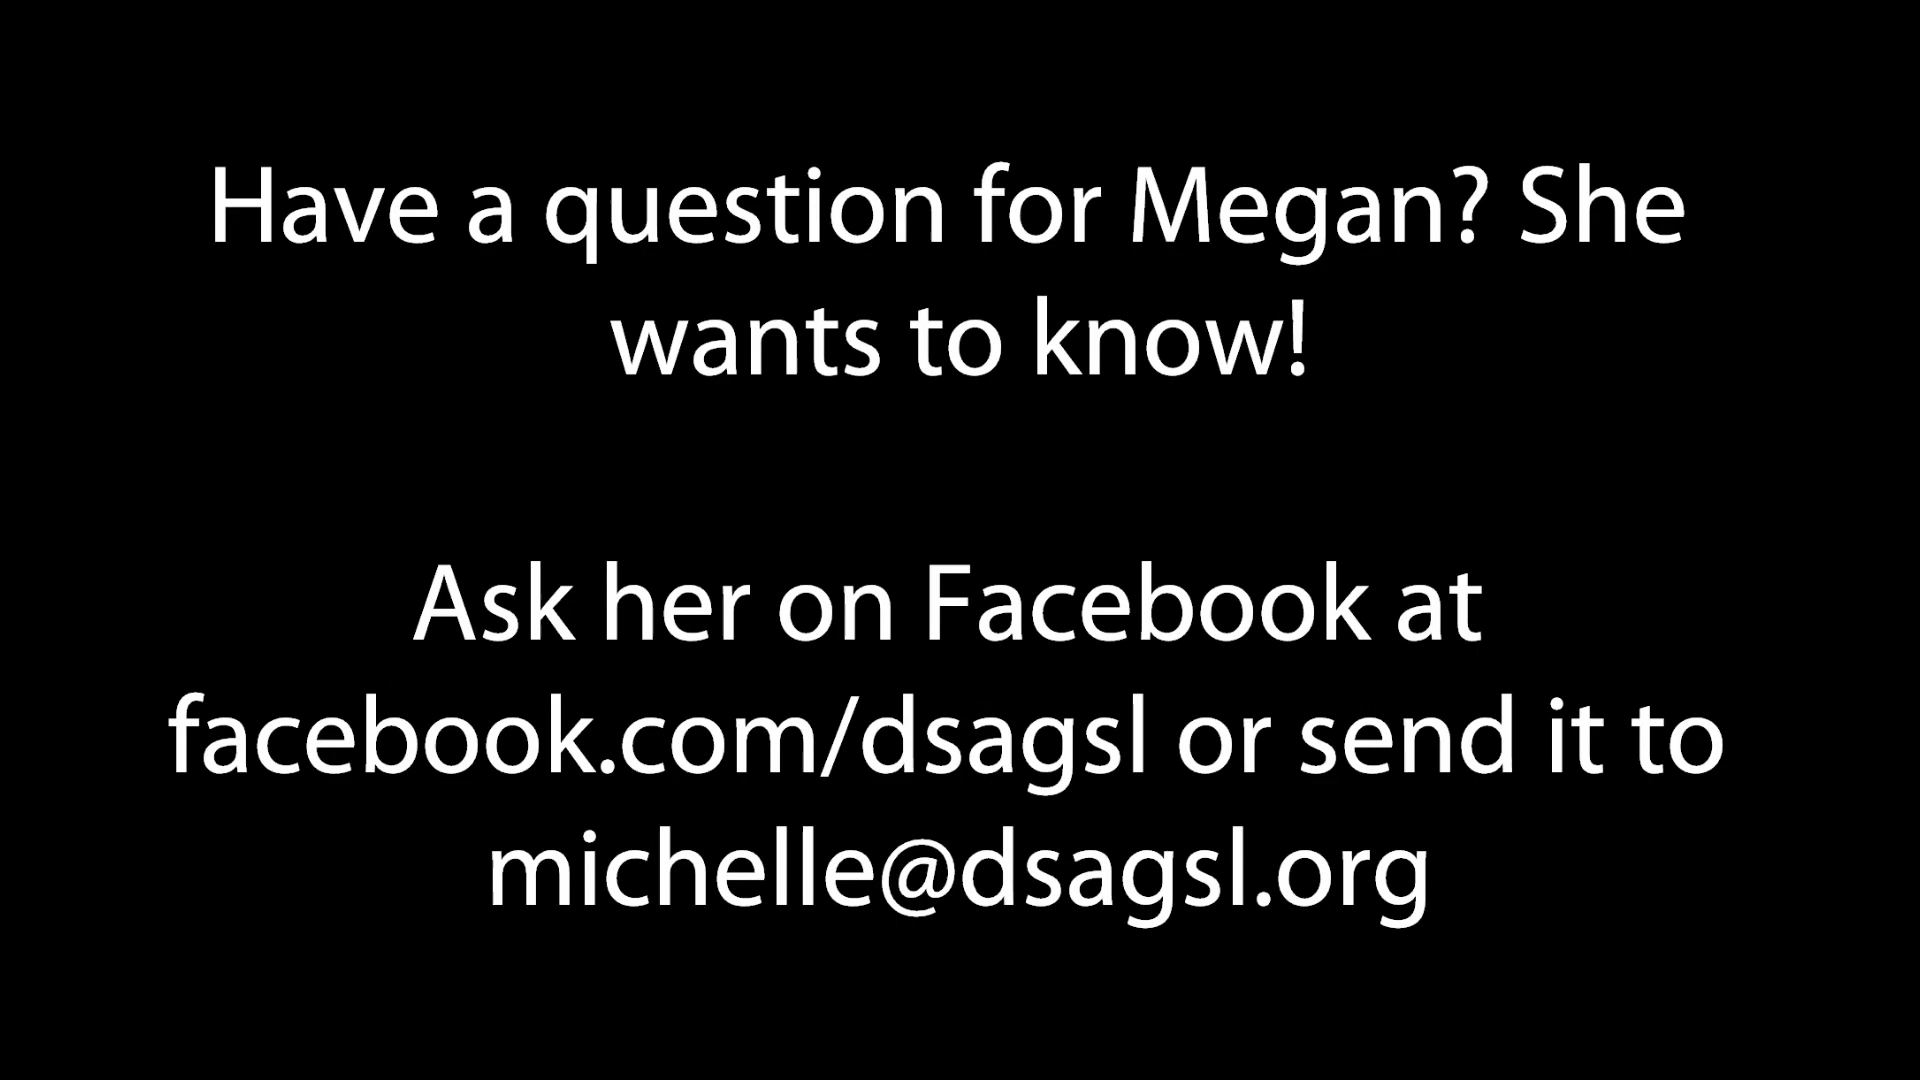 Have a question for Megan? She
wants to know!
Ask her on Facebook at
facebook.com/dsagsl or send it to
michelle@dsagsl.org